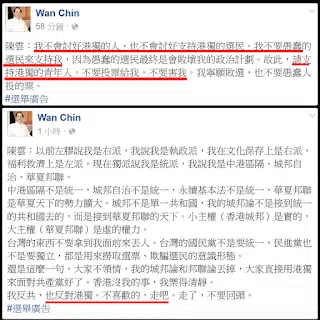 Wan Chin
58 分鐘
陳雲：我不會討好港獨的人，也不會討好支持港獨的選民。我不要愚蠢的
選民來支持我，因為愚蠢的選民最終是會敗壞我的政治計劃。故此，請支
持港獨的青年人，不要投票給我，不要害我。我寧願敗選，也不要愚蠢人
投的票。
#選舉廣告
Wan Chin
1 小時
陳雲：以前左膠說我是右派，我說我是執政派，我在文化保存上是右派，
福利救濟上是左派。現在獨派說我是統派，我說我是中港區隔，城邦自
治、華夏邦聯。
中港區隔不是統一，城邦自治不是統一，永續基本法不是統一，華夏邦聯
是華夏天下的勢力擴大。城邦不是單一共和國，我的城邦論不是接到統一
的共和國去的，而是接到華夏邦聯的天下。小主權（香港城邦）是實的，
大主權（華夏邦聯）是虛的權力。
台灣的東西不要拿到我面前來丟人。台灣的國民黨不是要統一，民進黨也
不是要獨立，都是用來撈取選票、欺騙選民的意識形態。
還是這麼一句，大家不領情，我的城邦論和邦聯論丟掉，大家直接用港獨
來面對共產黨好了。香港沒我的事，我樂得清靜。
我反共，也反對港獨。不喜歡的，走吧。走了，不要回頭。
#選舉廣告